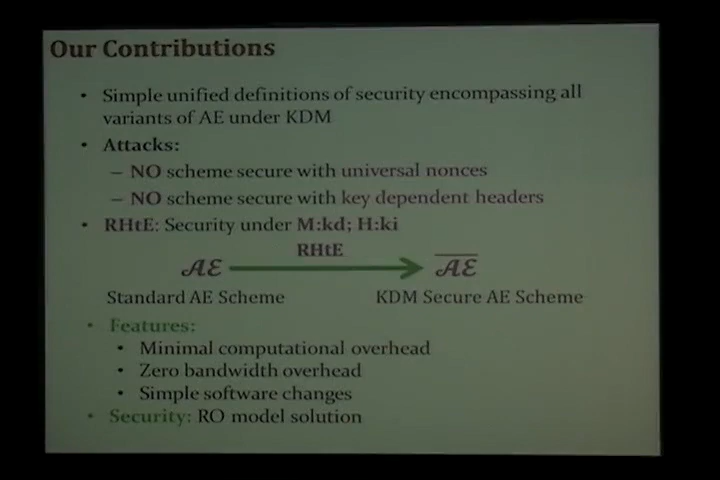 Our Contributions
• Simple unified definitions of security encompassing all
variants of AE under KDM
• Attacks:
– NO scheme secure with universal nonces
– NO scheme secure with key dependent headers
• RHtE: Security under M:kd; H:ki
RHtE
𝒜ℰ
𝒜ℰ̅
Standard AE Scheme
KDM Secure AE Scheme
• Features:
• Minimal computational overhead
• Zero bandwidth overhead
• Simple software changes
• Security: RO model solution